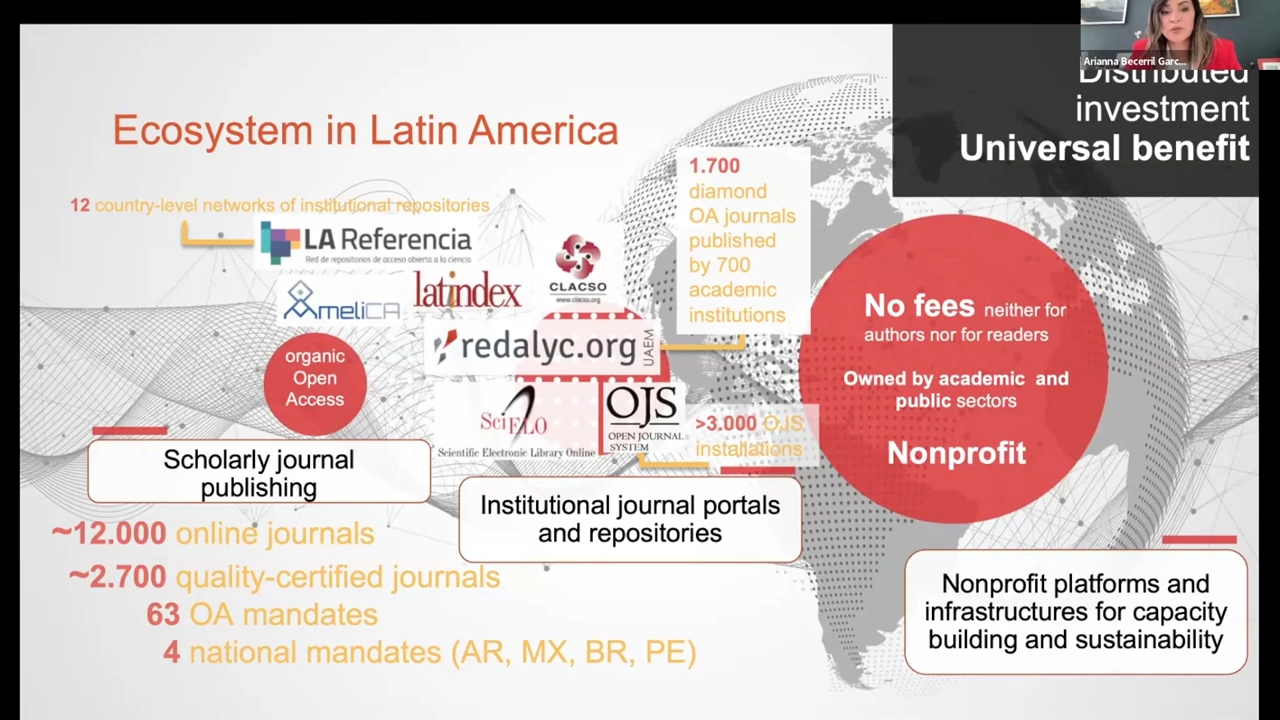 Arianna Becerril Garc...
Distributed
investment
Universal benefit
Ecosystem in Latin America
12 country-level networks of institutional repositories
LA Referencia
Red de repositorios de acceso abierto a la ciencia
CLACSO
www.clacso.org
AmeliCA
latindex
redalyc.org
UAEM
1.700
diamond
OA journals
published
by 700
academic
institutions
organic
Open
Access
SciELO
Scientific Electronic Library Online
OJS
OPEN JOURNAL
SYSTEM
>3.000 OJS
installations
No fees neither for
authors nor for readers
Owned by academic and
public sectors
Nonprofit
Scholarly journal
publishing
Institutional journal portals
and repositories
Nonprofit platforms and
infrastructures for capacity
building and sustainability
~12.000 online journals
~2.700 quality-certified journals
63 OA mandates
4 national mandates (AR, MX, BR, PE)